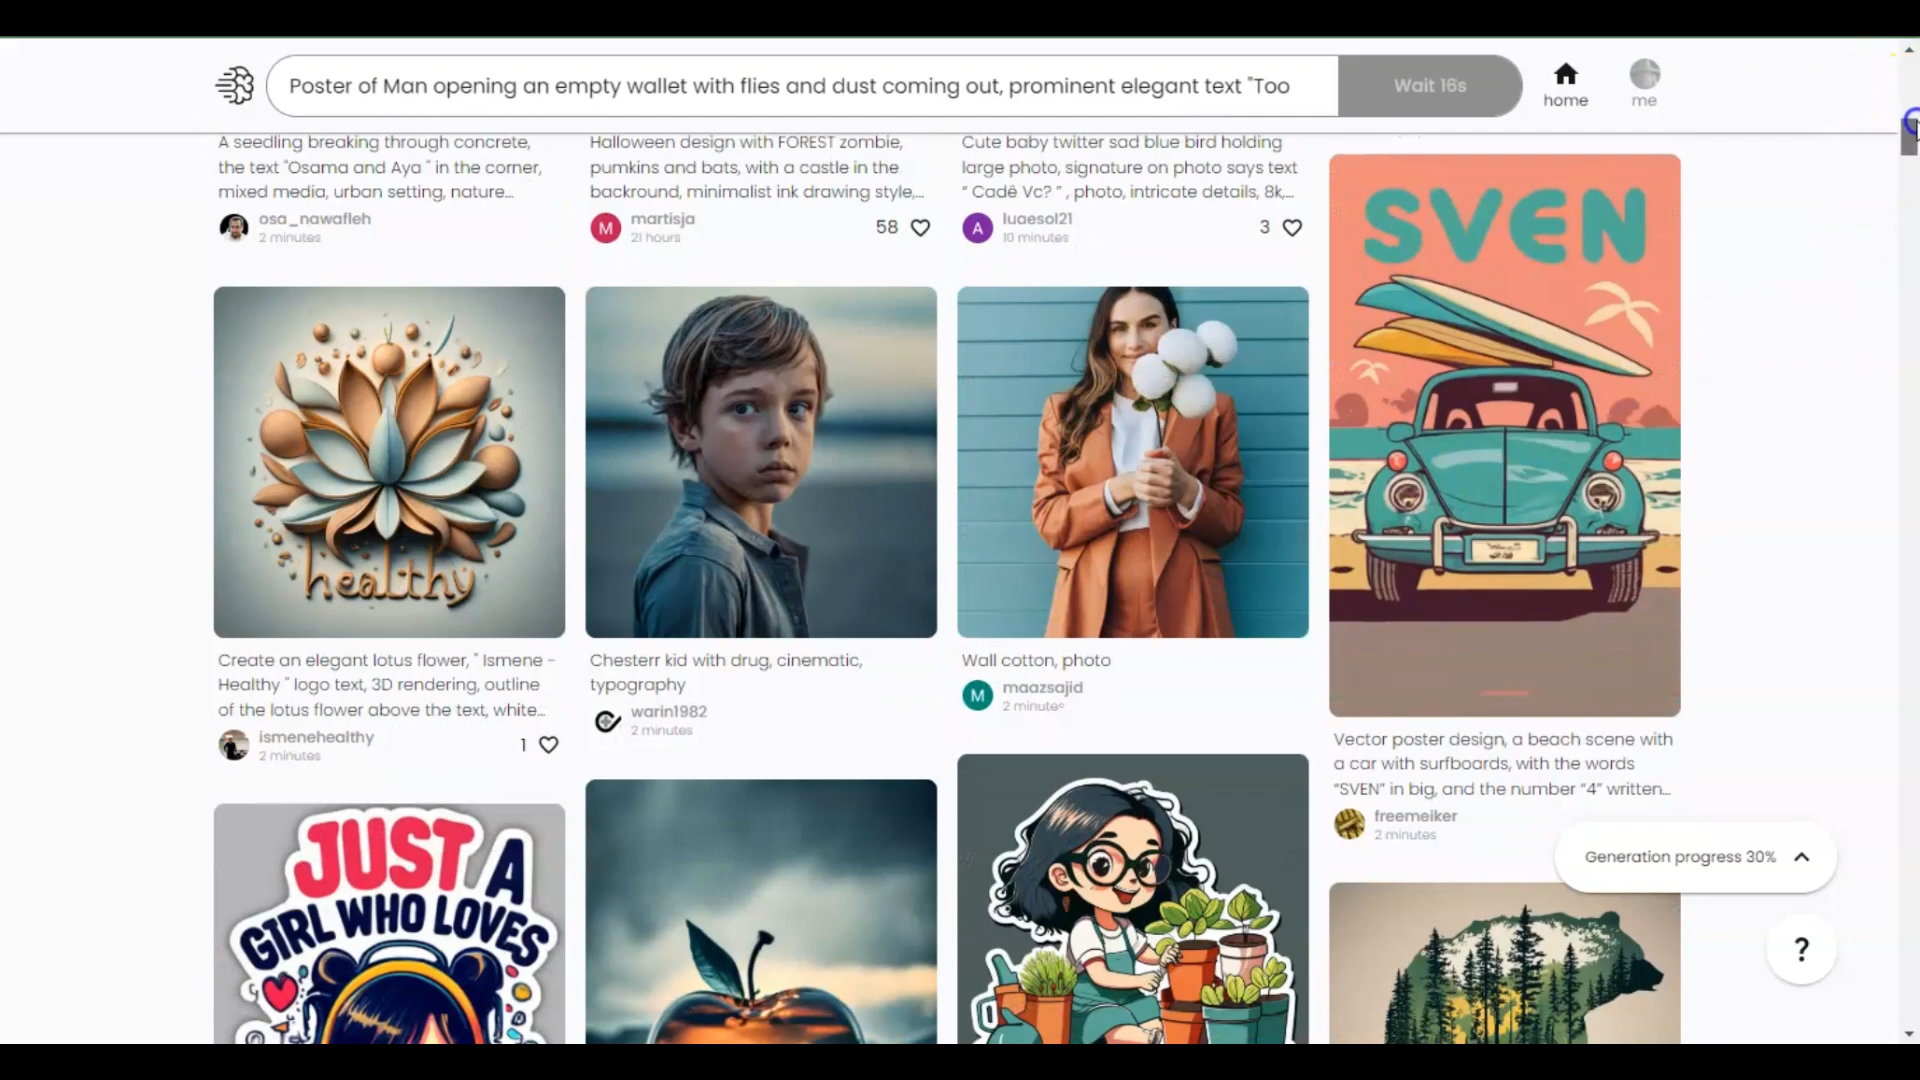 Poster of Man opening an empty wallet with flies and dust coming out, prominent elegant text "Too
Wait 16s
home
me
A seedling breaking through concrete,
the text "Osama and Aya " in the corner,
mixed media, urban setting, nature...
osa_nawafleh
2 minutes
Halloween design with FOREST zombie,
pumkins and bats, with a castle in the
backround, minimalist ink drawing style,...
M
martisja
21 hours
58
Cute baby twitter sad blue bird holding
large photo, signature on photo says text
" Cadê Vc? " , photo, intricate details, 8k,...
A
luaesol21
10 minutes
3
SVEN
healthy
Create an elegant lotus flower, " Ismene -
Healthy " logo text, 3D rendering, outline
of the lotus flower above the text, white...
ismenehealthy
2 minutes
1
Chesterr kid with drug, cinematic,
typography
warin1982
2 minutes
Wall cotton, photo
M
maazsajid
2 minutes
Vector poster design, a beach scene with
a car with surfboards, with the words
"SVEN" in big, and the number "4" written...
freemeiker
2 minutes
JUST A
GIRL WHO LOVES
Generation progress 30%
?